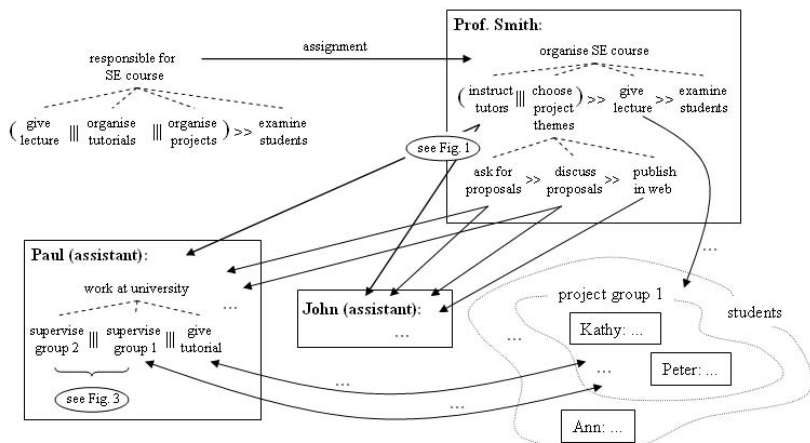 Prof. Smith:
responsible for
SE course
assignment
organise SE course
( give
lecture ||| organise
tutorials ||| organise
projects ) >> examine
students
( instruct
tutors ||| choose
project
themes ) >> give
lecture >> examine
students
see Fig. 1
ask for
proposals >> discuss
proposals >> publish
in web
...
Paul (assistant):
work at university
...
supervise
group 2 ||| supervise
group 1 ||| give
tutorial
see Fig. 3
John (assistant):
...
project group 1
students
Kathy: ...
...
...
Peter: ...
...
...
Ann: ...